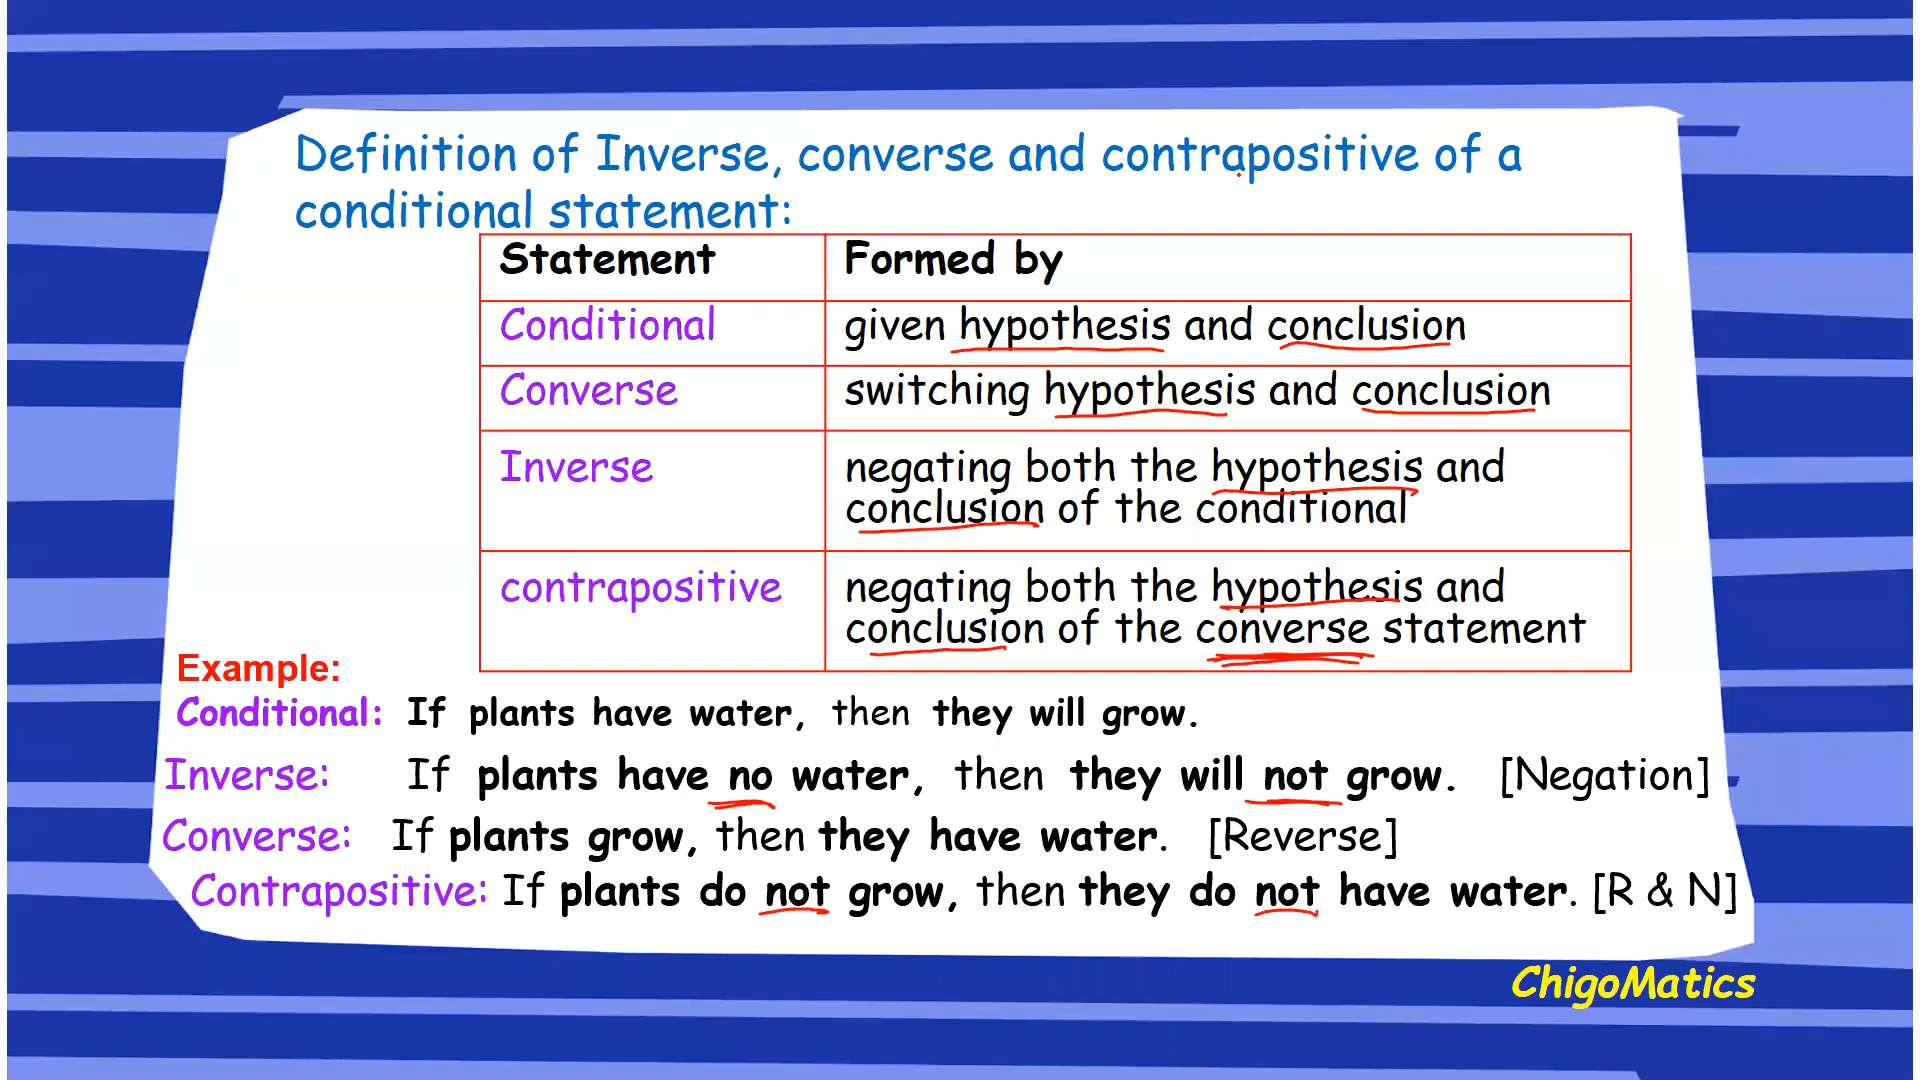 Definition of Inverse, converse and contrapositive of a
conditional statement:
Statement Formed by
Conditional given hypothesis and conclusion
Converse switching hypothesis and conclusion
Inverse negating both the hypothesis and
conclusion of the conditional
contrapositive negating both the hypothesis and
conclusion of the converse statement
Example:
Conditional: If plants have water, then they will grow.
Inverse: If plants have no water, then they will not grow. [Negation]
Converse: If plants grow, then they have water. [Reverse]
Contrapositive: If plants do not grow, then they do not have water. [R & N]
ChigoMatics